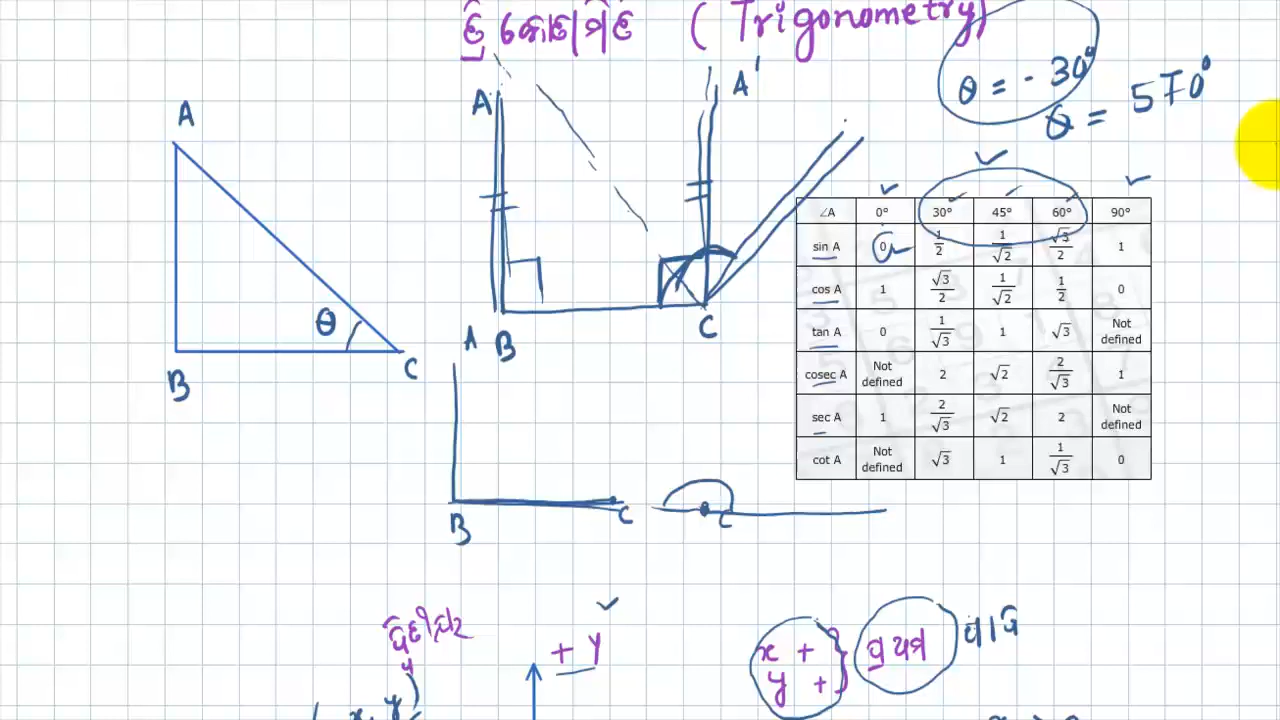 ତ୍ରିକୋଣମିତି ( Trigonometry)
θ = - 30°
θ = 570°
A
A
A'
B
θ
C
B
C
∠A 0° 30° 45° 60° 90°
sin A 0 1/2 1/√2 √3/2 1
cos A 1 √3/2 1/√2 1/2 0
tan A 0 1/√3 1 √3 Not defined
cosec A Not defined 2 √2 2/√3 1
sec A 1 2/√3 √2 2 Not defined
cot A Not defined √3 1 1/√3 0
A
B
C
C
+ y
x +
y +
ପ୍ରଥମ ପାଦ